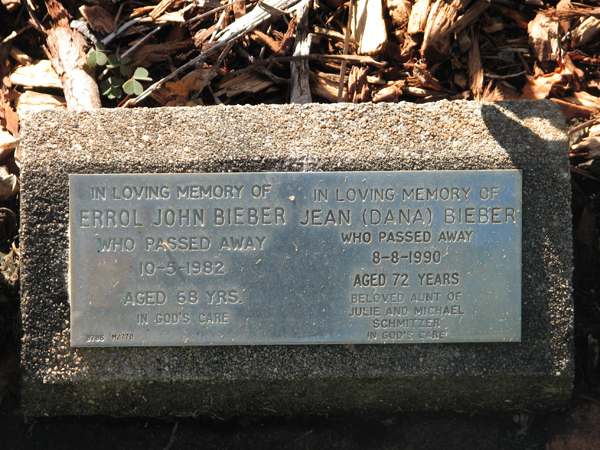 IN LOVING MEMORY OF
ERROL JOHN BIEBER
WHO PASSED AWAY
10-5-1982
AGED 68 YRS.
IN GOD'S CARE
IN LOVING MEMORY OF
JEAN (DANA) BIEBER
WHO PASSED AWAY
8-8-1990
AGED 72 YEARS
BELOVED AUNT OF
JULIE AND MICHAEL
SCHMITZER
IN GOD'S CARE